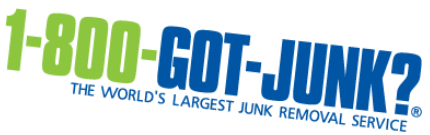 1-800-GOT-JUNK?®
THE WORLD'S LARGEST JUNK REMOVAL SERVICE